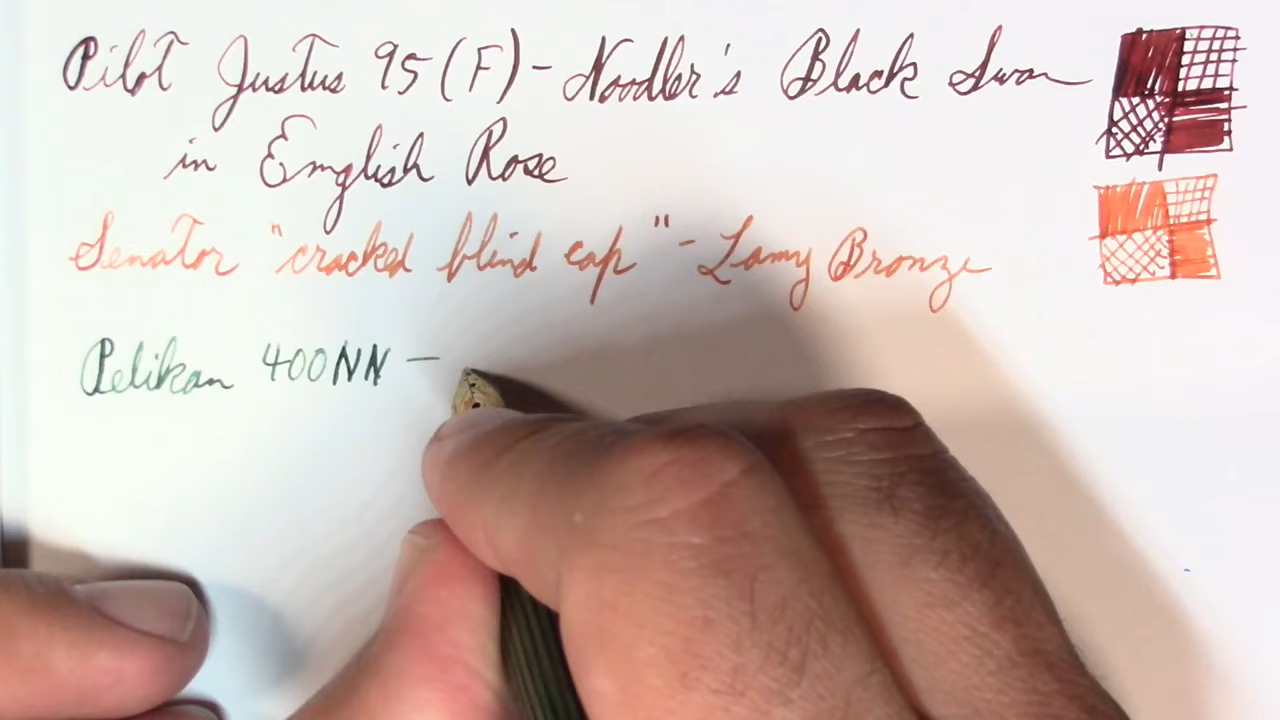 Pilot Justus 95 (F) - Noodler's Black Swan
in English Rose
Senator "cracked blind cap" - Lamy Bronze
Pelikan 400NN -